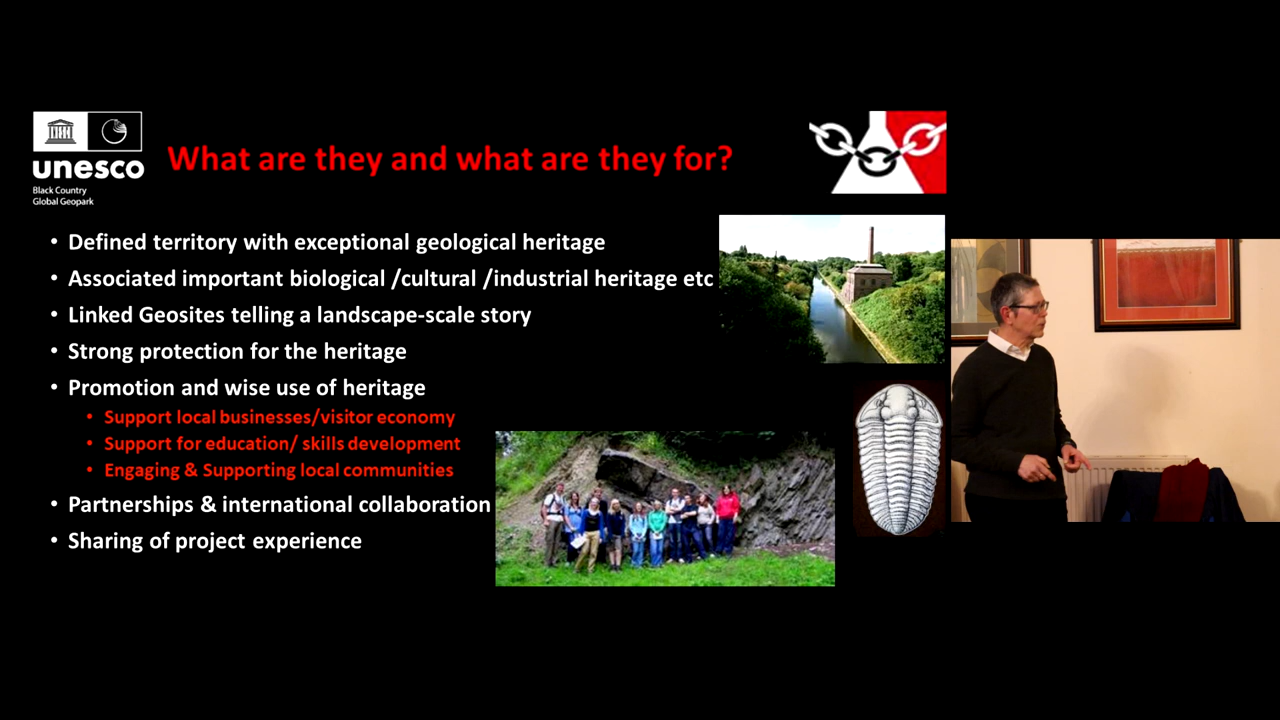 unesco
Black Country
Global Geopark
What are they and what are they for?
• Defined territory with exceptional geological heritage
• Associated important biological /cultural /industrial heritage etc
• Linked Geosites telling a landscape-scale story
• Strong protection for the heritage
• Promotion and wise use of heritage
• Support local businesses/visitor economy
• Support for education/ skills development
• Engaging & Supporting local communities
• Partnerships & international collaboration
• Sharing of project experience